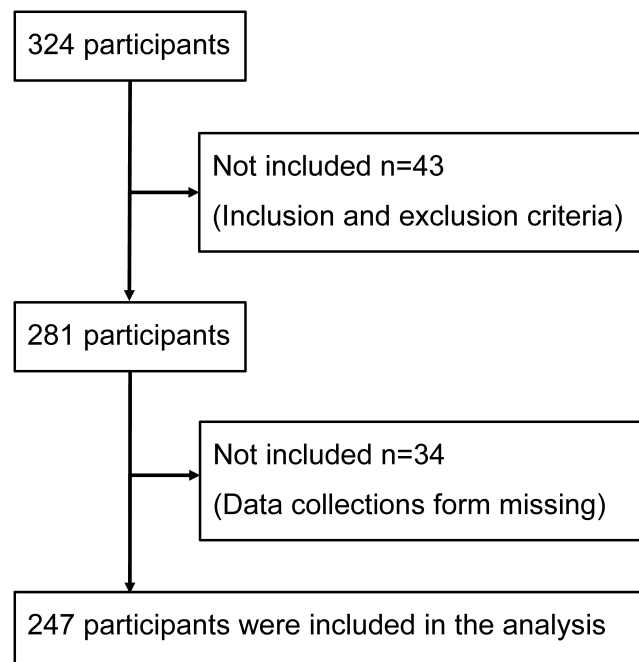 324 participants
Not included n=43
(Inclusion and exclusion criteria)
281 participants
Not included n=34
(Data collections form missing)
247 participants were included in the analysis